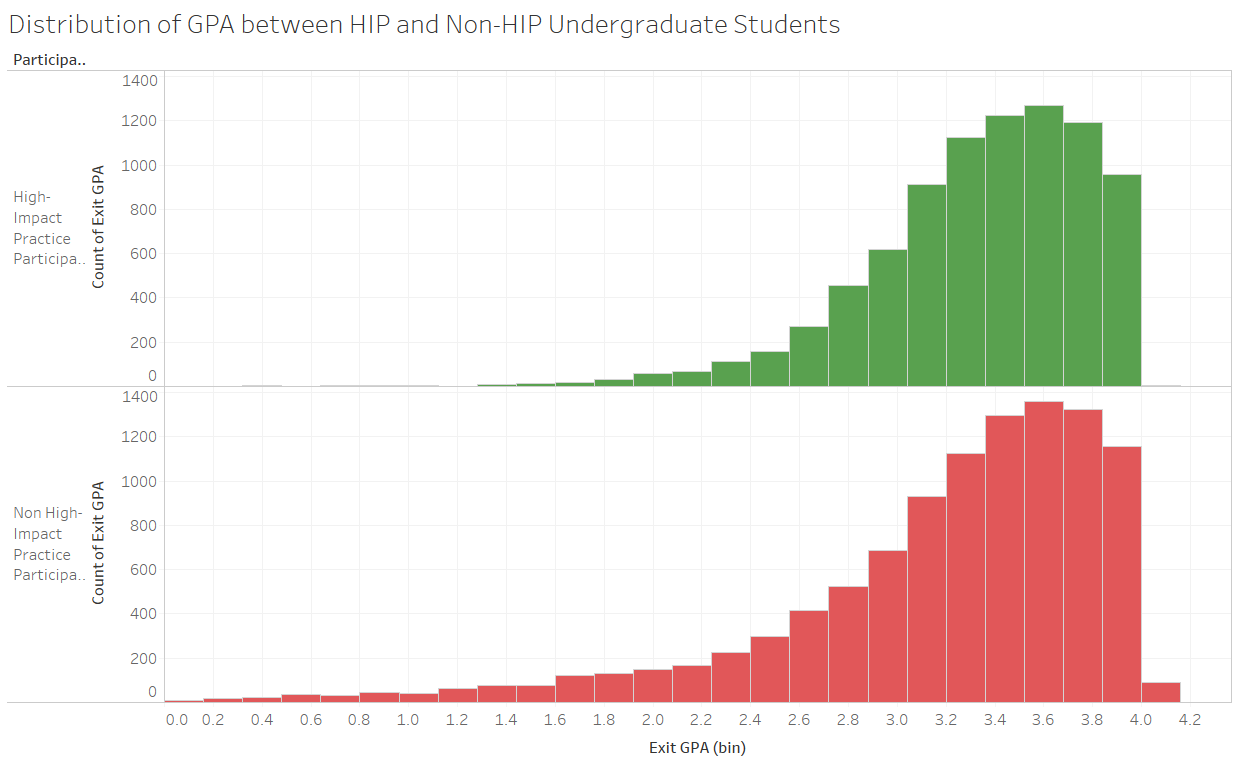 Distribution of GPA between HIP and Non-HIP Undergraduate Students
Participa..
High-
Impact
Practice
Participa..
Count of Exit GPA
1400
1200
1000
800
600
400
200
0
Non High-
Impact
Practice
Participa..
Count of Exit GPA
1400
1200
1000
800
600
400
200
0
0.0 0.2 0.4 0.6 0.8 1.0 1.2 1.4 1.6 1.8 2.0 2.2 2.4 2.6 2.8 3.0 3.2 3.4 3.6 3.8 4.0 4.2
Exit GPA (bin)